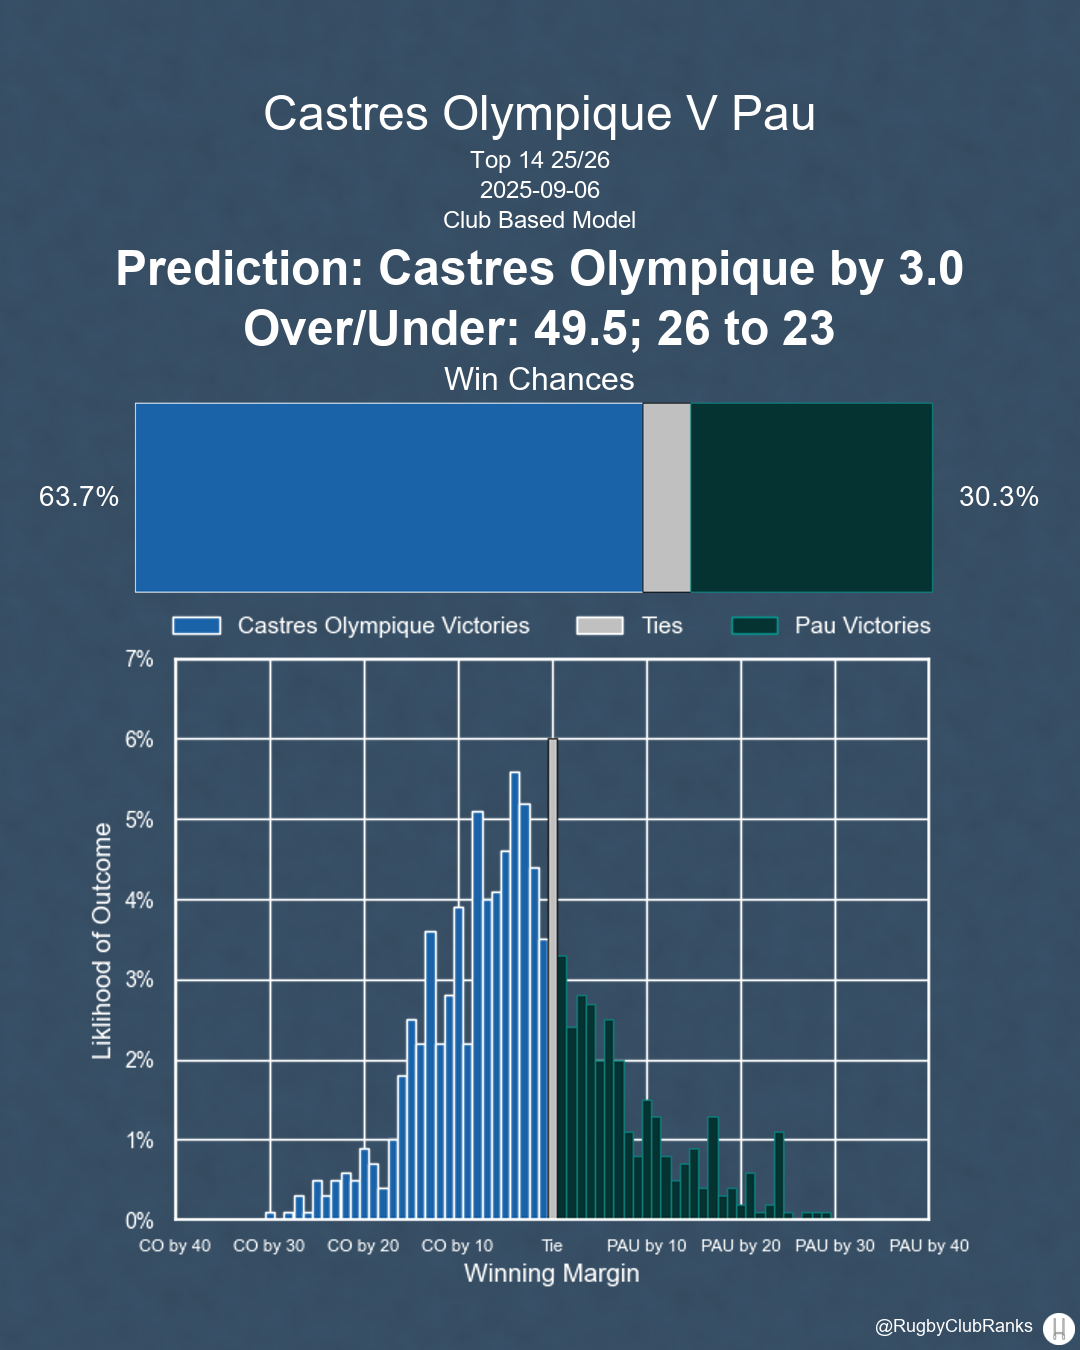 Castres Olympique V Pau
Top 14 25/26
2025-09-06
Club Based Model
Prediction: Castres Olympique by 3.0
Over/Under: 49.5; 26 to 23
Win Chances
63.7%
30.3%
Castres Olympique Victories
Ties
Pau Victories
7%
6%
5%
4%
3%
2%
1%
0%
Liklihood of Outcome
CO by 40
CO by 30
CO by 20
CO by 10
Tie
PAU by 10
PAU by 20
PAU by 30
PAU by 40
Winning Margin
@RugbyClubRanks